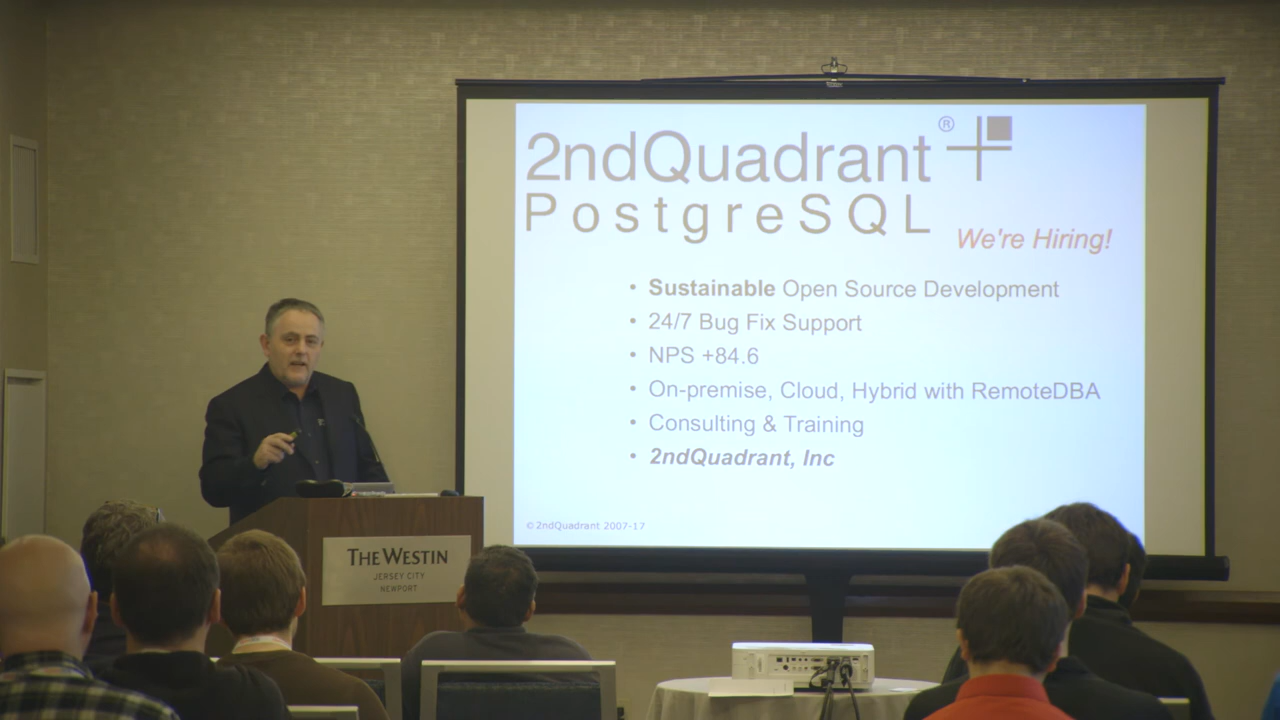 2ndQuadrant®
PostgreSQL
We're Hiring!
• Sustainable Open Source Development
• 24/7 Bug Fix Support
• NPS +84.6
• On-premise, Cloud, Hybrid with RemoteDBA
• Consulting & Training
• 2ndQuadrant, Inc
© 2ndQuadrant 2007-17
THE WESTIN
JERSEY CITY
NEWPORT